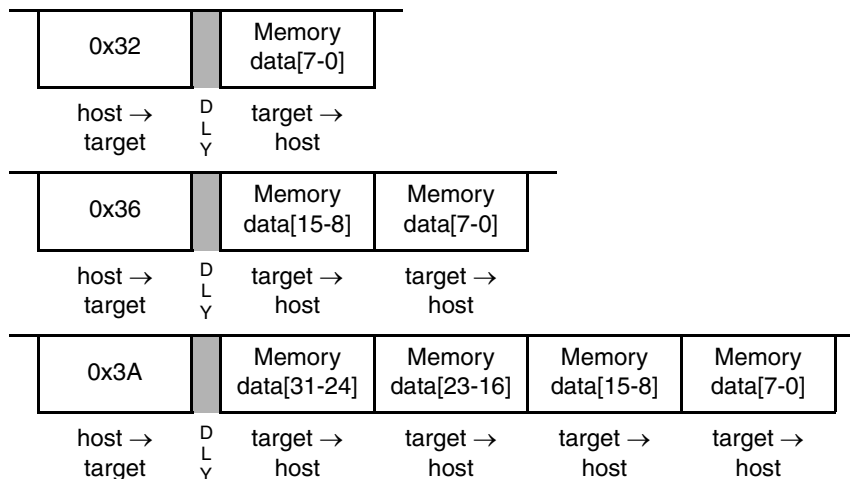 0x32 Memory
data[7-0]
host → D target →
target L host
Y
0x36 Memory Memory
data[15-8] data[7-0]
host → D target → target →
target L host host
Y
0x3A Memory Memory Memory Memory
data[31-24] data[23-16] data[15-8] data[7-0]
host → D target → target → target → target →
target L host host host host
Y